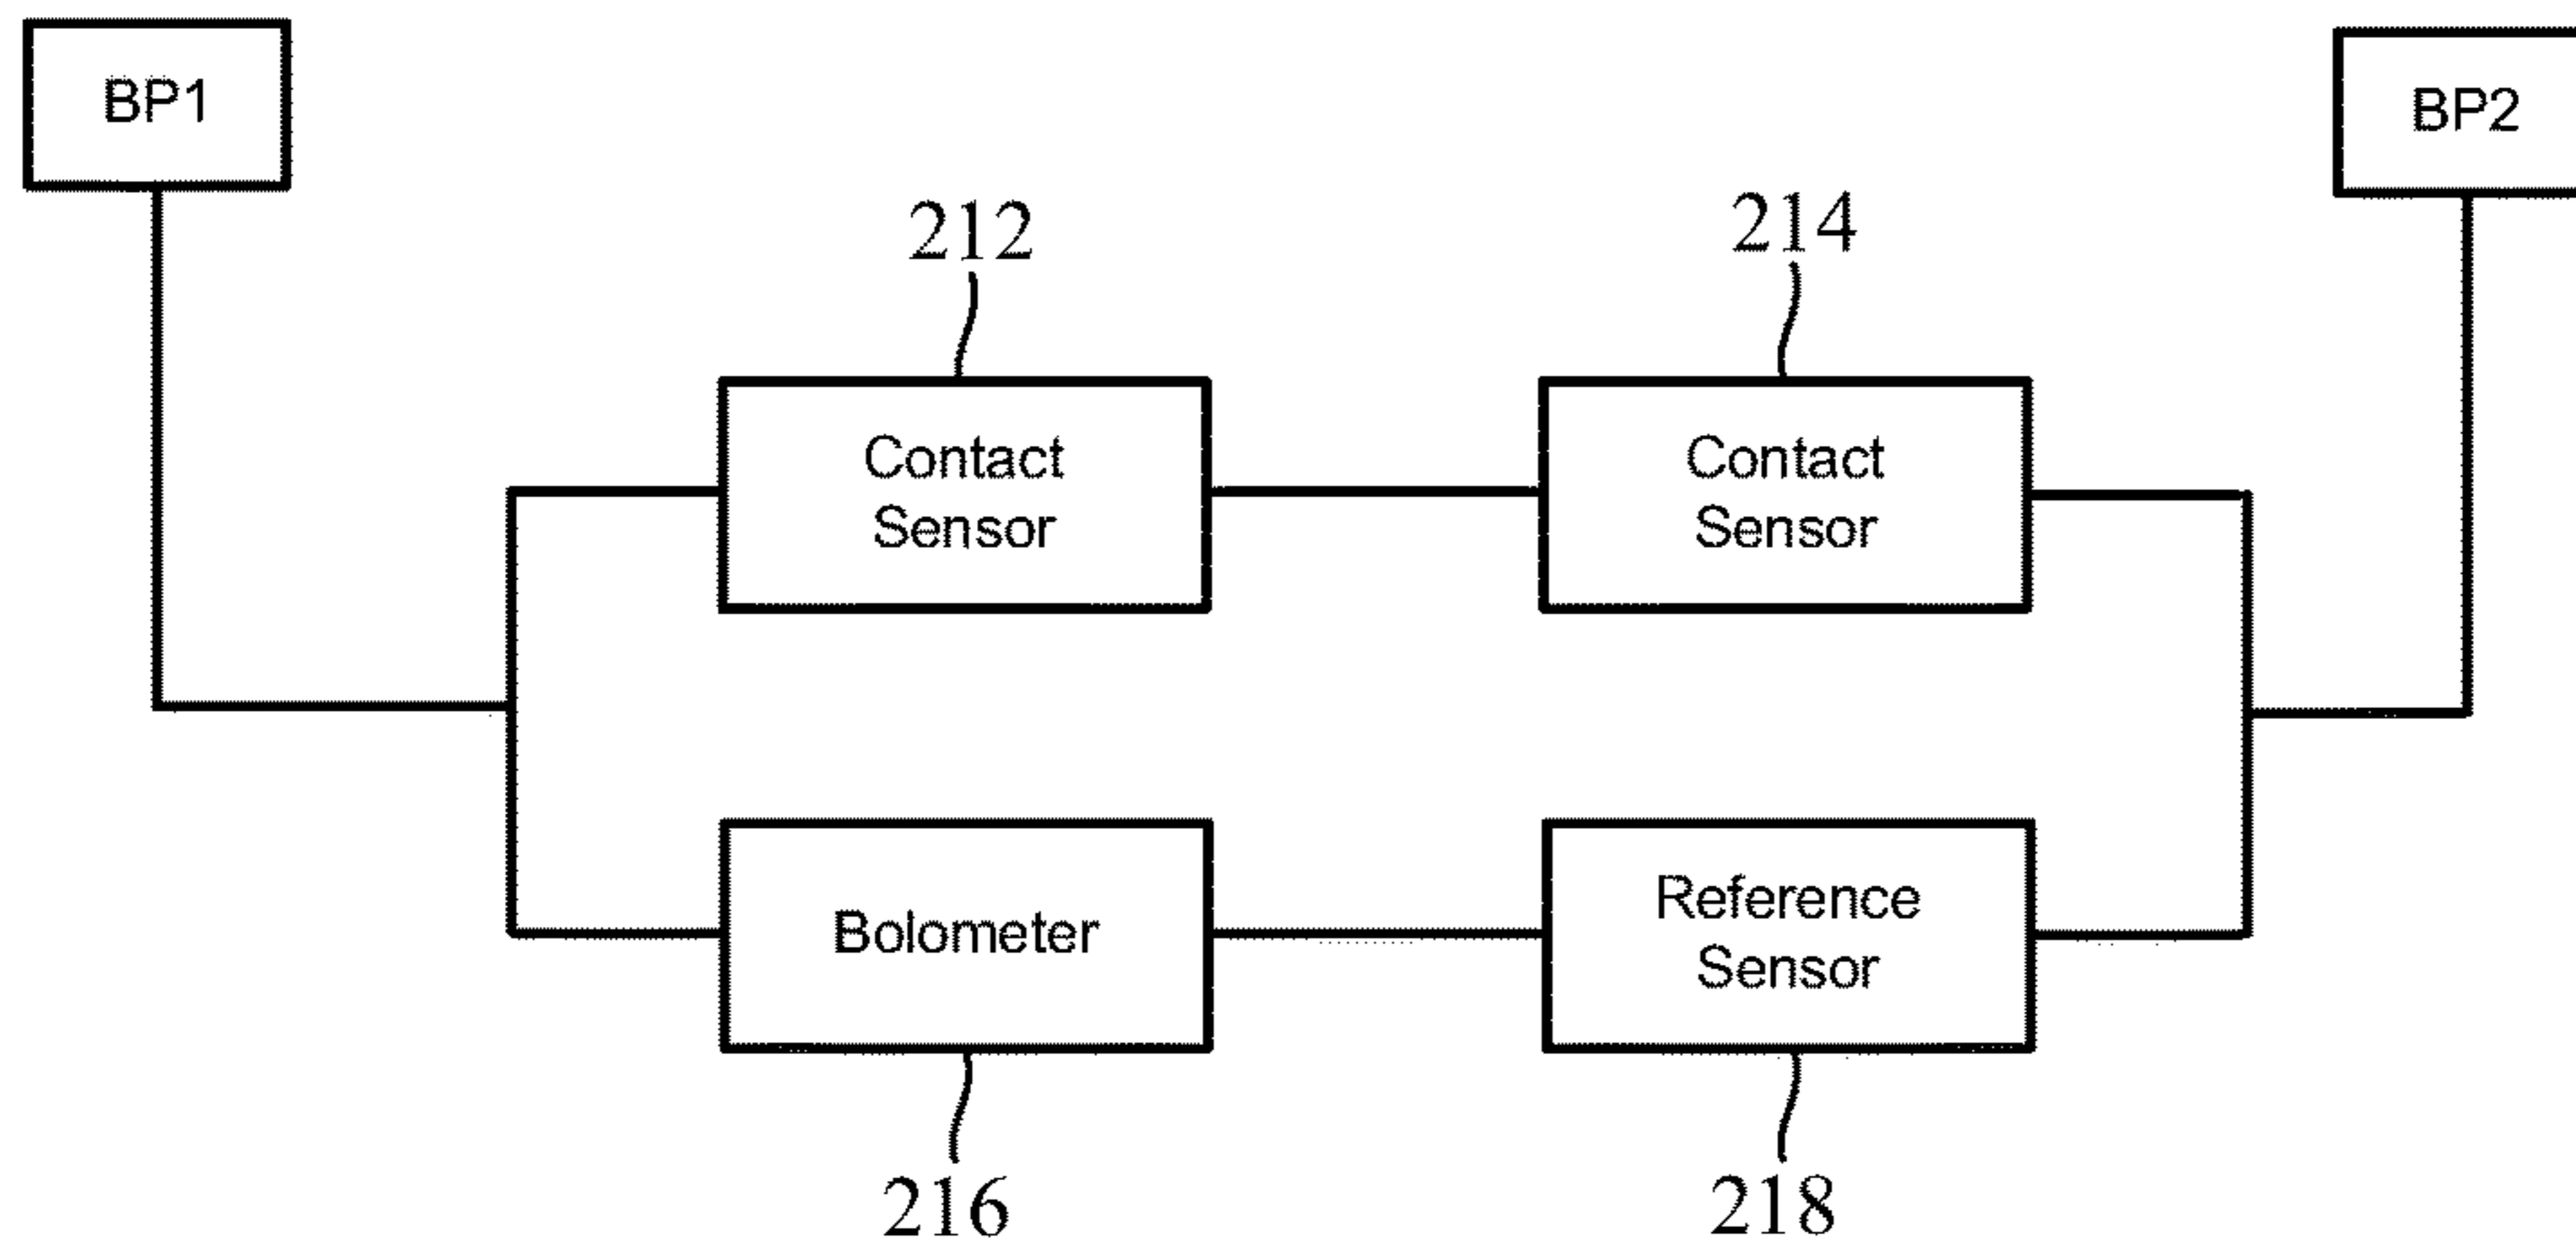 BP1
BP2
212
214
Contact
Sensor
Contact
Sensor
Bolometer
Reference
Sensor
216
218